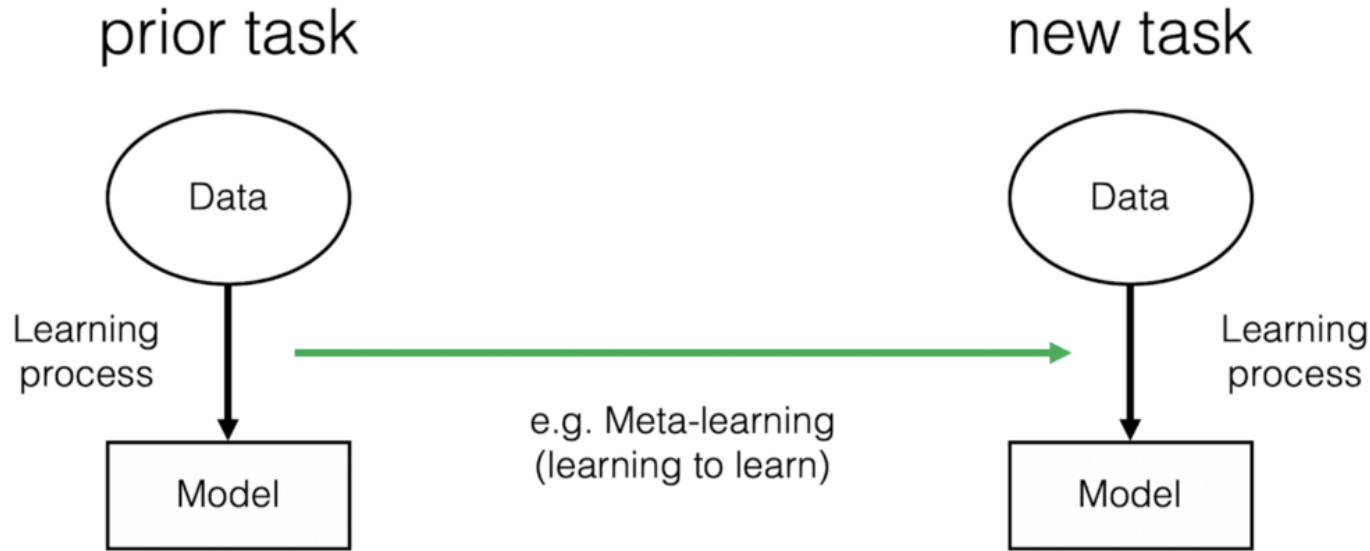 prior task
new task
Data
Data
Learning
process
Learning
process
e.g. Meta-learning
(learning to learn)
Model
Model